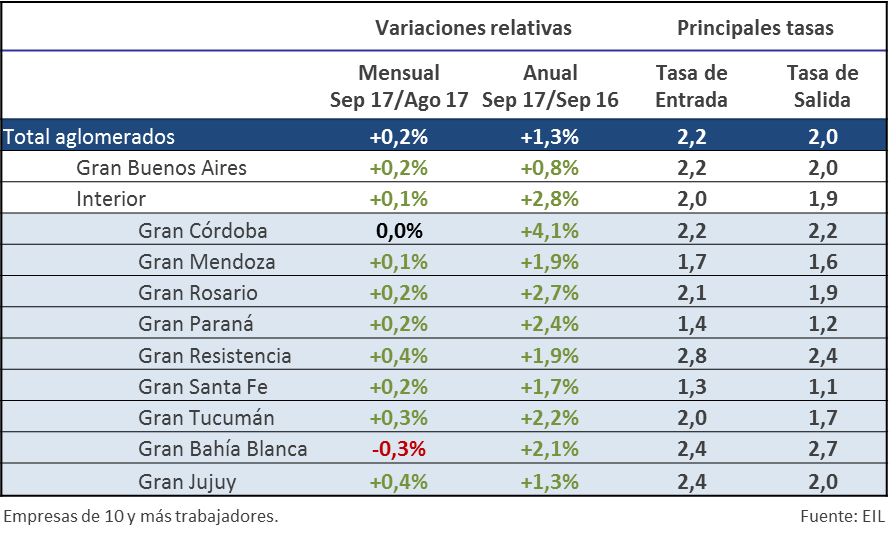 Variaciones relativas Principales tasas
Mensual Anual Tasa de Tasa de
Sep 17/Ago 17 Sep 17/Sep 16 Entrada Salida
Total aglomerados +0,2% +1,3% 2,2 2,0
Gran Buenos Aires +0,2% +0,8% 2,2 2,0
Interior +0,1% +2,8% 2,0 1,9
Gran Córdoba 0,0% +4,1% 2,2 2,2
Gran Mendoza +0,1% +1,9% 1,7 1,6
Gran Rosario +0,2% +2,7% 2,1 1,9
Gran Paraná +0,2% +2,4% 1,4 1,2
Gran Resistencia +0,4% +1,9% 2,8 2,4
Gran Santa Fe +0,2% +1,7% 1,3 1,1
Gran Tucumán +0,3% +2,2% 2,0 1,7
Gran Bahía Blanca -0,3% +2,1% 2,4 2,7
Gran Jujuy +0,4% +1,3% 2,4 2,0
Empresas de 10 y más trabajadores. Fuente: EIL